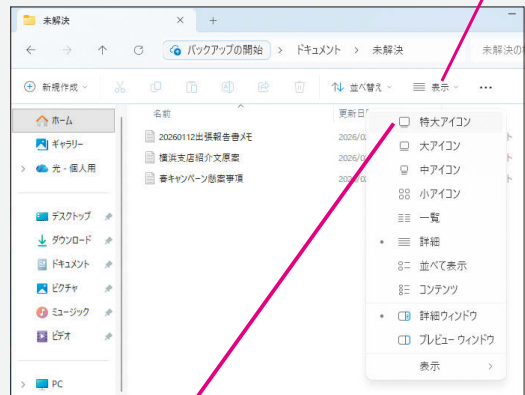 未解決
バックアップの開始 › ドキュメント › 未解決
未解決の
新規作成
並べ替え
表示
名前
更新日
ホーム
ギャラリー
光 - 個人用
デスクトップ
ダウンロード
ドキュメント
ピクチャ
ミュージック
ビデオ
PC
20260112出張報告書メモ
2026/0
横浜支店紹介文原案
2026/0
春キャンペーン懸案事項
特大アイコン
大アイコン
中アイコン
小アイコン
一覧
詳細
並べて表示
コンテンツ
詳細ウィンドウ
プレビュー ウィンドウ
表示